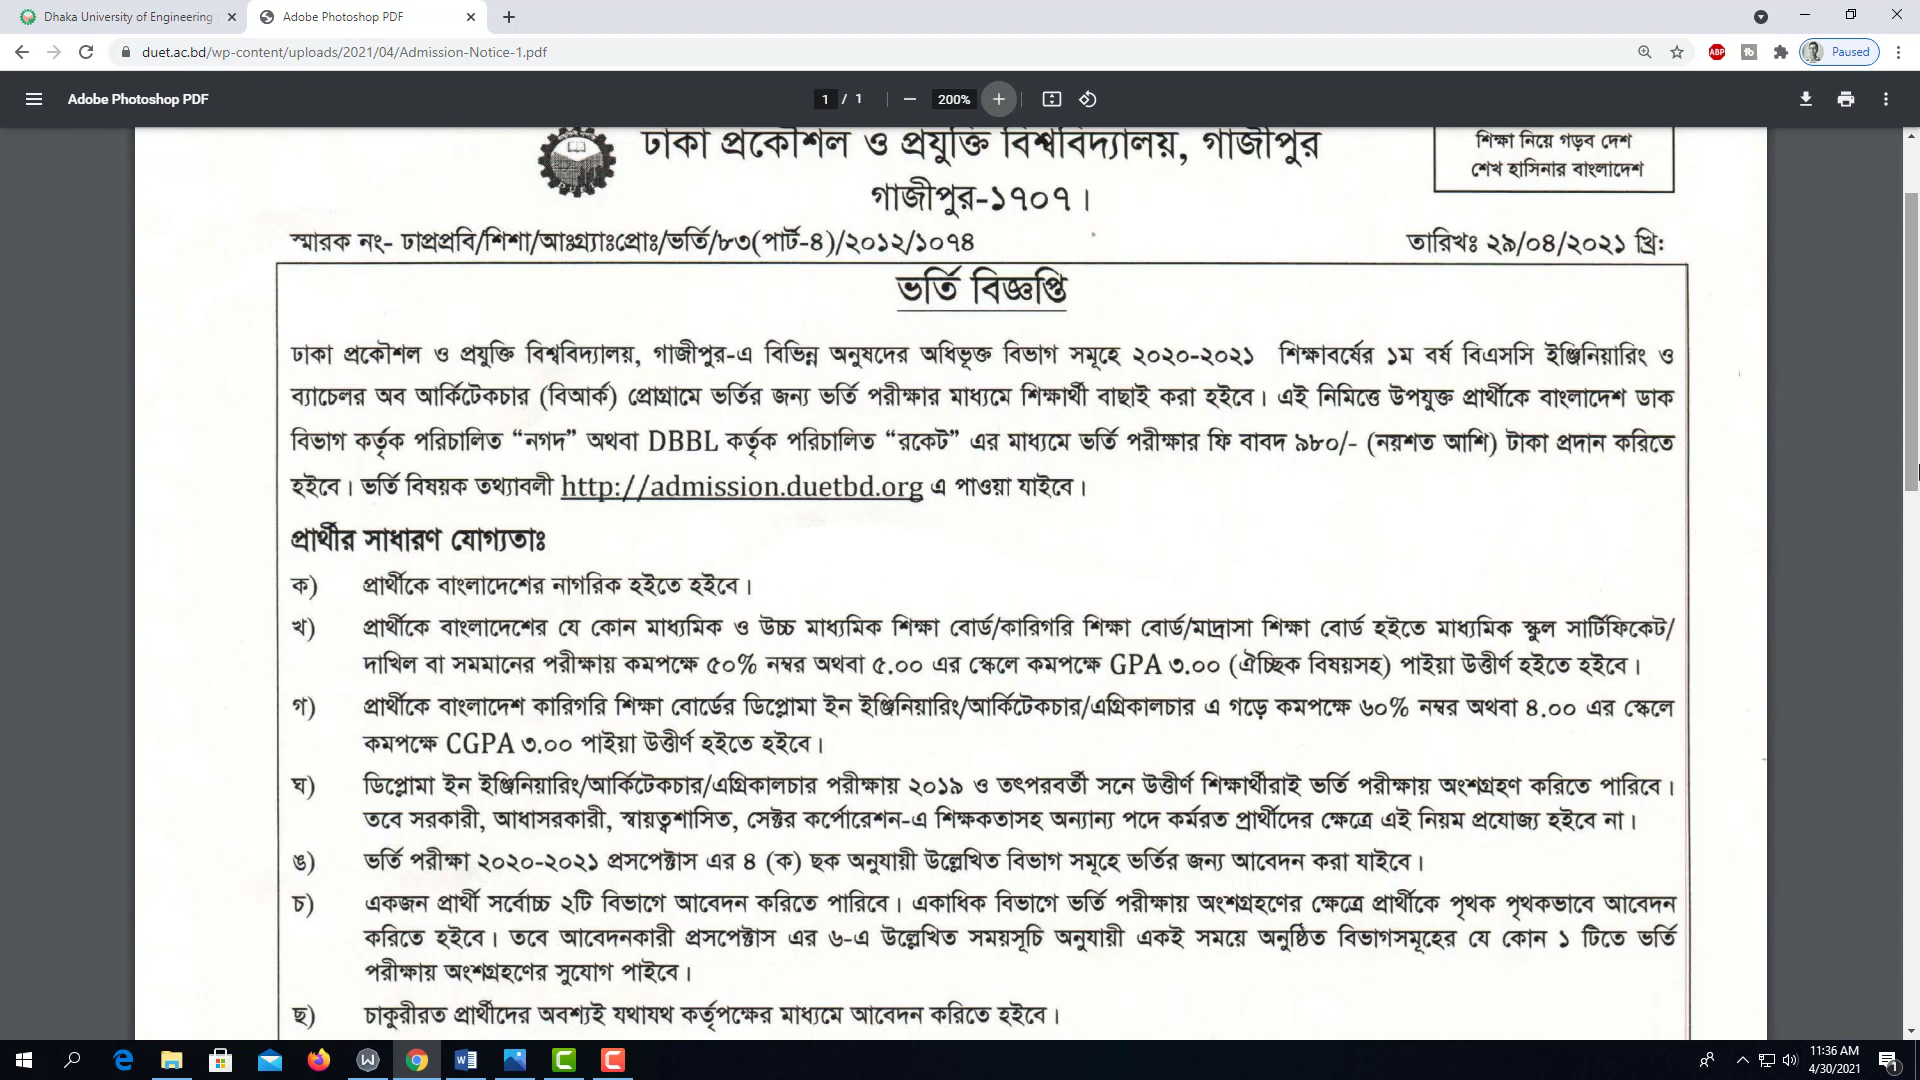 Dhaka University of Engineering
Adobe Photoshop PDF
duet.ac.bd/wp-content/uploads/2021/04/Admission-Notice-1.pdf
ABP
Paused
Adobe Photoshop PDF
1 / 1
200%
ঢাকা প্রকৌশল ও প্রযুক্তি বিশ্ববিদ্যালয়, গাজীপুর
গাজীপুর-১৭০৭।
শিক্ষা নিয়ে গড়ব দেশ
শেখ হাসিনার বাংলাদেশ
DUET
স্মারক নং- ঢাপ্রপ্রবি/শিশা/আঃগ্র্যাঃপ্রোঃ/ভর্তি/৮৩(পার্ট-৪)/২০১২/১০৭৪
তারিখঃ ২৯/০৪/২০২১ খ্রি:
ভর্তি বিজ্ঞপ্তি
ঢাকা প্রকৌশল ও প্রযুক্তি বিশ্ববিদ্যালয়, গাজীপুর-এ বিভিন্ন অনুষদের অধিভূক্ত বিভাগ সমূহে ২০২০-২০২১ শিক্ষাবর্ষের ১ম বর্ষ বিএসসি ইঞ্জিনিয়ারিং ও
ব্যাচেলর অব আর্কিটেকচার (বিআর্ক) প্রোগ্রামে ভর্তির জন্য ভর্তি পরীক্ষার মাধ্যমে শিক্ষার্থী বাছাই করা হইবে। এই নিমিত্তে উপযুক্ত প্রার্থীকে বাংলাদেশ ডাক
বিভাগ কর্তৃক পরিচালিত “নগদ” অথবা DBBL কর্তৃক পরিচালিত “রকেট” এর মাধ্যমে ভর্তি পরীক্ষার ফি বাবদ ৯৮০/- (নয়শত আশি) টাকা প্রদান করিতে
হইবে। ভর্তি বিষয়ক তথ্যাবলী http://admission.duetbd.org এ পাওয়া যাইবে।
প্রার্থীর সাধারণ যোগ্যতাঃ
ক) প্রার্থীকে বাংলাদেশের নাগরিক হইতে হইবে।
খ) প্রার্থীকে বাংলাদেশের যে কোন মাধ্যমিক ও উচ্চ মাধ্যমিক শিক্ষা বোর্ড/কারিগরি শিক্ষা বোর্ড/মাদ্রাসা শিক্ষা বোর্ড হইতে মাধ্যমিক স্কুল সার্টিফিকেট/
দাখিল বা সমমানের পরীক্ষায় কমপক্ষে ৫০% নম্বর অথবা ৫.০০ এর স্কেলে কমপক্ষে GPA ৩.০০ (ঐচ্ছিক বিষয়সহ) পাইয়া উত্তীর্ণ হইতে হইবে।
গ) প্রার্থীকে বাংলাদেশ কারিগরি শিক্ষা বোর্ডের ডিপ্লোমা ইন ইঞ্জিনিয়ারিং/আর্কিটেকচার/এগ্রিকালচার এ গড়ে কমপক্ষে ৬০% নম্বর অথবা ৪.০০ এর স্কেলে
কমপক্ষে CGPA ৩.০০ পাইয়া উত্তীর্ণ হইতে হইবে।
ঘ) ডিপ্লোমা ইন ইঞ্জিনিয়ারিং/আর্কিটেকচার/এগ্রিকালচার পরীক্ষায় ২০১৯ ও তৎপরবর্তী সনে উত্তীর্ণ শিক্ষার্থীরাই ভর্তি পরীক্ষায় অংশগ্রহণ করিতে পারিবে।
তবে সরকারী, আধাসরকারী, স্বায়ত্বশাসিত, সেক্টর কর্পোরেশন-এ শিক্ষকতাসহ অন্যান্য পদে কর্মরত প্রার্থীদের ক্ষেত্রে এই নিয়ম প্রযোজ্য হইবে না।
ঙ) ভর্তি পরীক্ষা ২০২০-২০২১ প্রসপেক্টাস এর ৪ (ক) ছক অনুযায়ী উল্লেখিত বিভাগ সমূহে ভর্তির জন্য আবেদন করা যাইবে।
চ) একজন প্রার্থী সর্বোচ্চ ২টি বিভাগে আবেদন করিতে পারিবে। একাধিক বিভাগে ভর্তি পরীক্ষায় অংশগ্রহণের ক্ষেত্রে প্রার্থীকে পৃথক পৃথকভাবে আবেদন
করিতে হইবে। তবে আবেদনকারী প্রসপেক্টাস এর ৬-এ উল্লেখিত সময়সূচি অনুযায়ী একই সময়ে অনুষ্ঠিত বিভাগসমূহের যে কোন ১ টিতে ভর্তি
পরীক্ষায় অংশগ্রহণের সুযোগ পাইবে।
ছ) চাকুরীরত প্রার্থীদের অবশ্যই যথাযথ কর্তৃপক্ষের মাধ্যমে আবেদন করিতে হইবে।
11:36 AM
4/30/2021
1